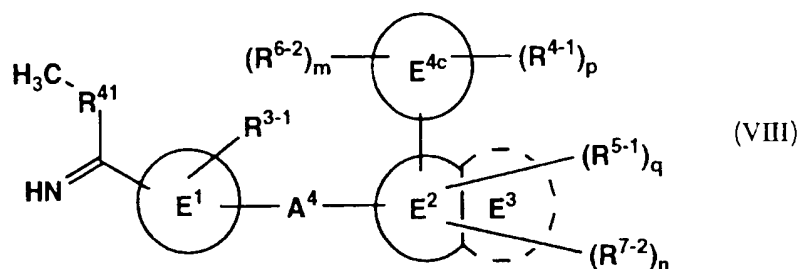 (R⁶⁻²)ₘ E⁴ᶜ (R⁴⁻¹)ₚ
H₃C
R⁴¹ R³⁻¹ (VIII)
(R⁵⁻¹)q
HN E¹ A⁴ E² E³
(R⁷⁻²)ₙ